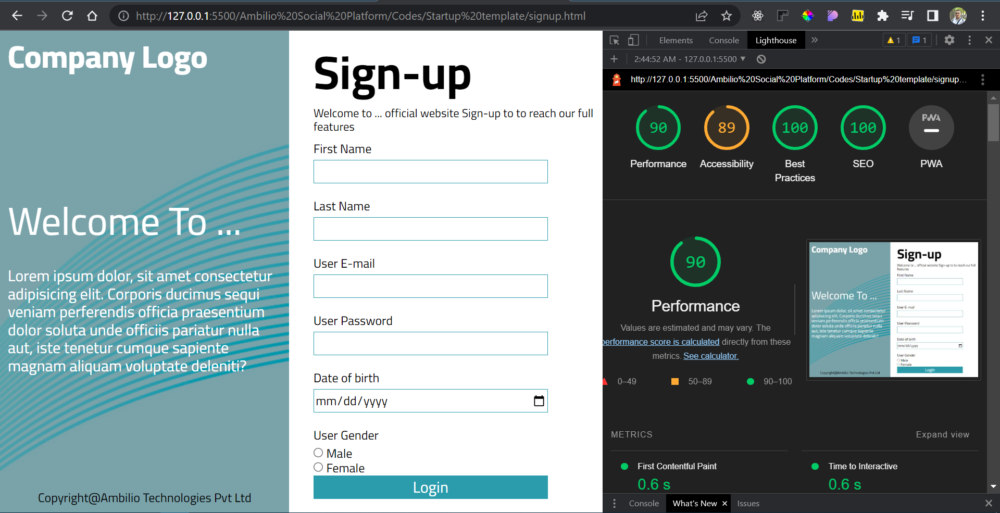 http://127.0.0.1:5500/Ambilio%20Social%20Platform/Codes/Startup%20template/signup.html
Company Logo
Welcome To ...
Lorem ipsum dolor, sit amet consectetur
adipisicing elit. Corporis ducimus sequi
veniam perferendis officia praesentium
dolor soluta unde officiis pariatur nulla
aut, iste tenetur cumque sapiente
magnam aliquam voluptate deleniti?
Copyright@Ambilio Technologies Pvt Ltd
Sign-up
Welcome to ... official website Sign-up to to reach our full
features
First Name
Last Name
User E-mail
User Password
Date of birth
mm/dd/yyyy
User Gender
Male
Female
Login
Elements Console Lighthouse 1 1
2:44:52 AM - 127.0.0.1:5500
http://127.0.0.1:5500/Ambilio%20Social%20Platform/Codes/Startup%20template/signup...
90 89 100 100 PWA
Performance Accessibility Best SEO PWA
Practices
90
Performance
Values are estimated and may vary. The
performance score is calculated directly from these
metrics. See calculator.
0–49 50–89 90–100
Company Logo
Welcome To ...
Lorem ipsum dolor, sit amet consectetur
adipisicing elit. Corporis ducimus sequi
veniam perferendis officia praesentium
dolor soluta unde officiis pariatur nulla
aut, iste tenetur cumque sapiente
magnam aliquam voluptate deleniti?
Copyright@Ambilio Technologies Pvt Ltd
Sign-up
Welcome to ... official website Sign-up to to reach our full
features
First Name
Last Name
User E-mail
User Password
Date of birth
mm/dd/yyyy
User Gender
Male
Female
Login
METRICS Expand view
First Contentful Paint Time to Interactive
0.6 s 0.6 s
Console What's New Issues